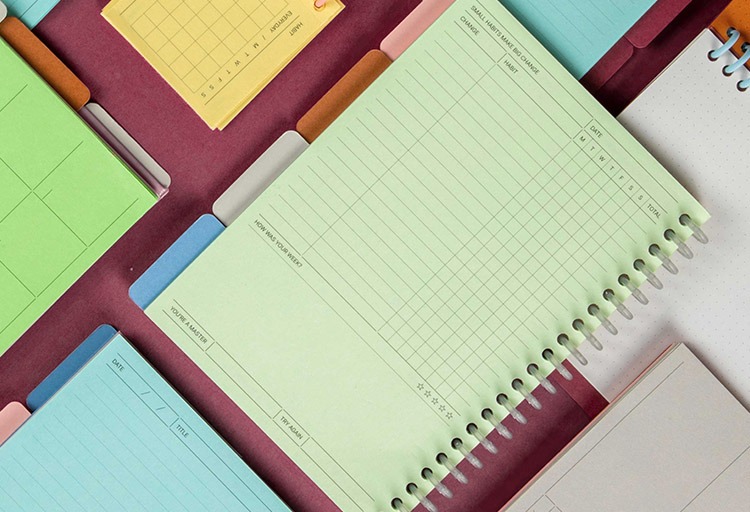 HABIT
EVERYDAY / M T W T F S S
SMALL HABITS MAKE BIG CHANGE
CHANGE
HABIT
DATE
M T W T F S S TOTAL
HOW WAS YOUR WEEK?
☆☆☆☆☆
YOU'RE A MASTER
TRY AGAIN
DATE / /
TITLE